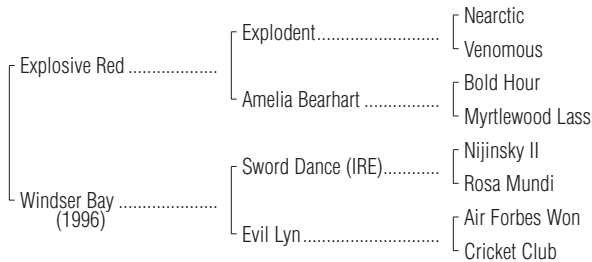 Nearctic
Explodent
Venomous
Explosive Red
Bold Hour
Amelia Bearhart
Myrtlewood Lass
Nijinsky II
Sword Dance (IRE)
Rosa Mundi
Windser Bay
(1996)
Air Forbes Won
Evil Lyn
Cricket Club